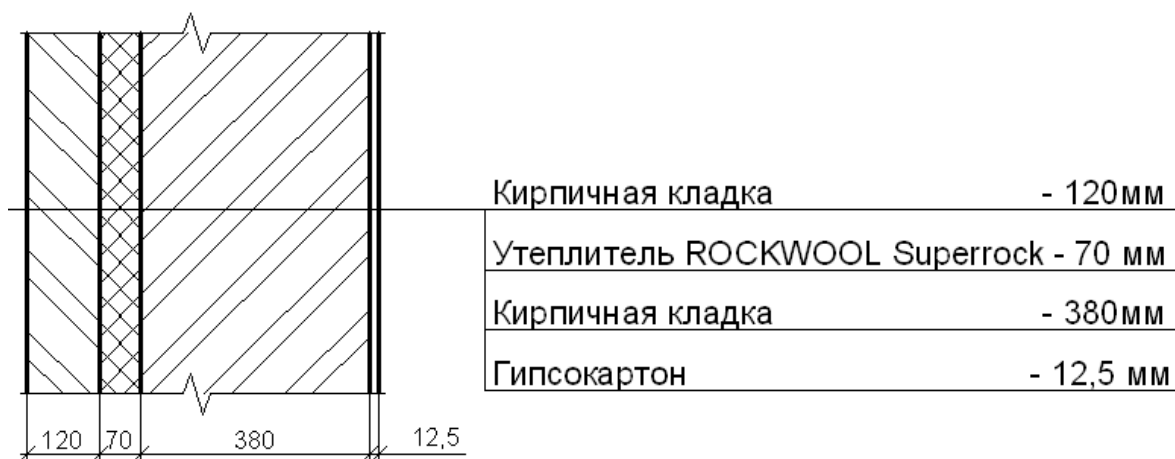 Кирпичная кладка - 120мм
Утеплитель ROCKWOOL Superrock - 70 мм
Кирпичная кладка - 380мм
Гипсокартон - 12,5 мм
120 70 380 12,5